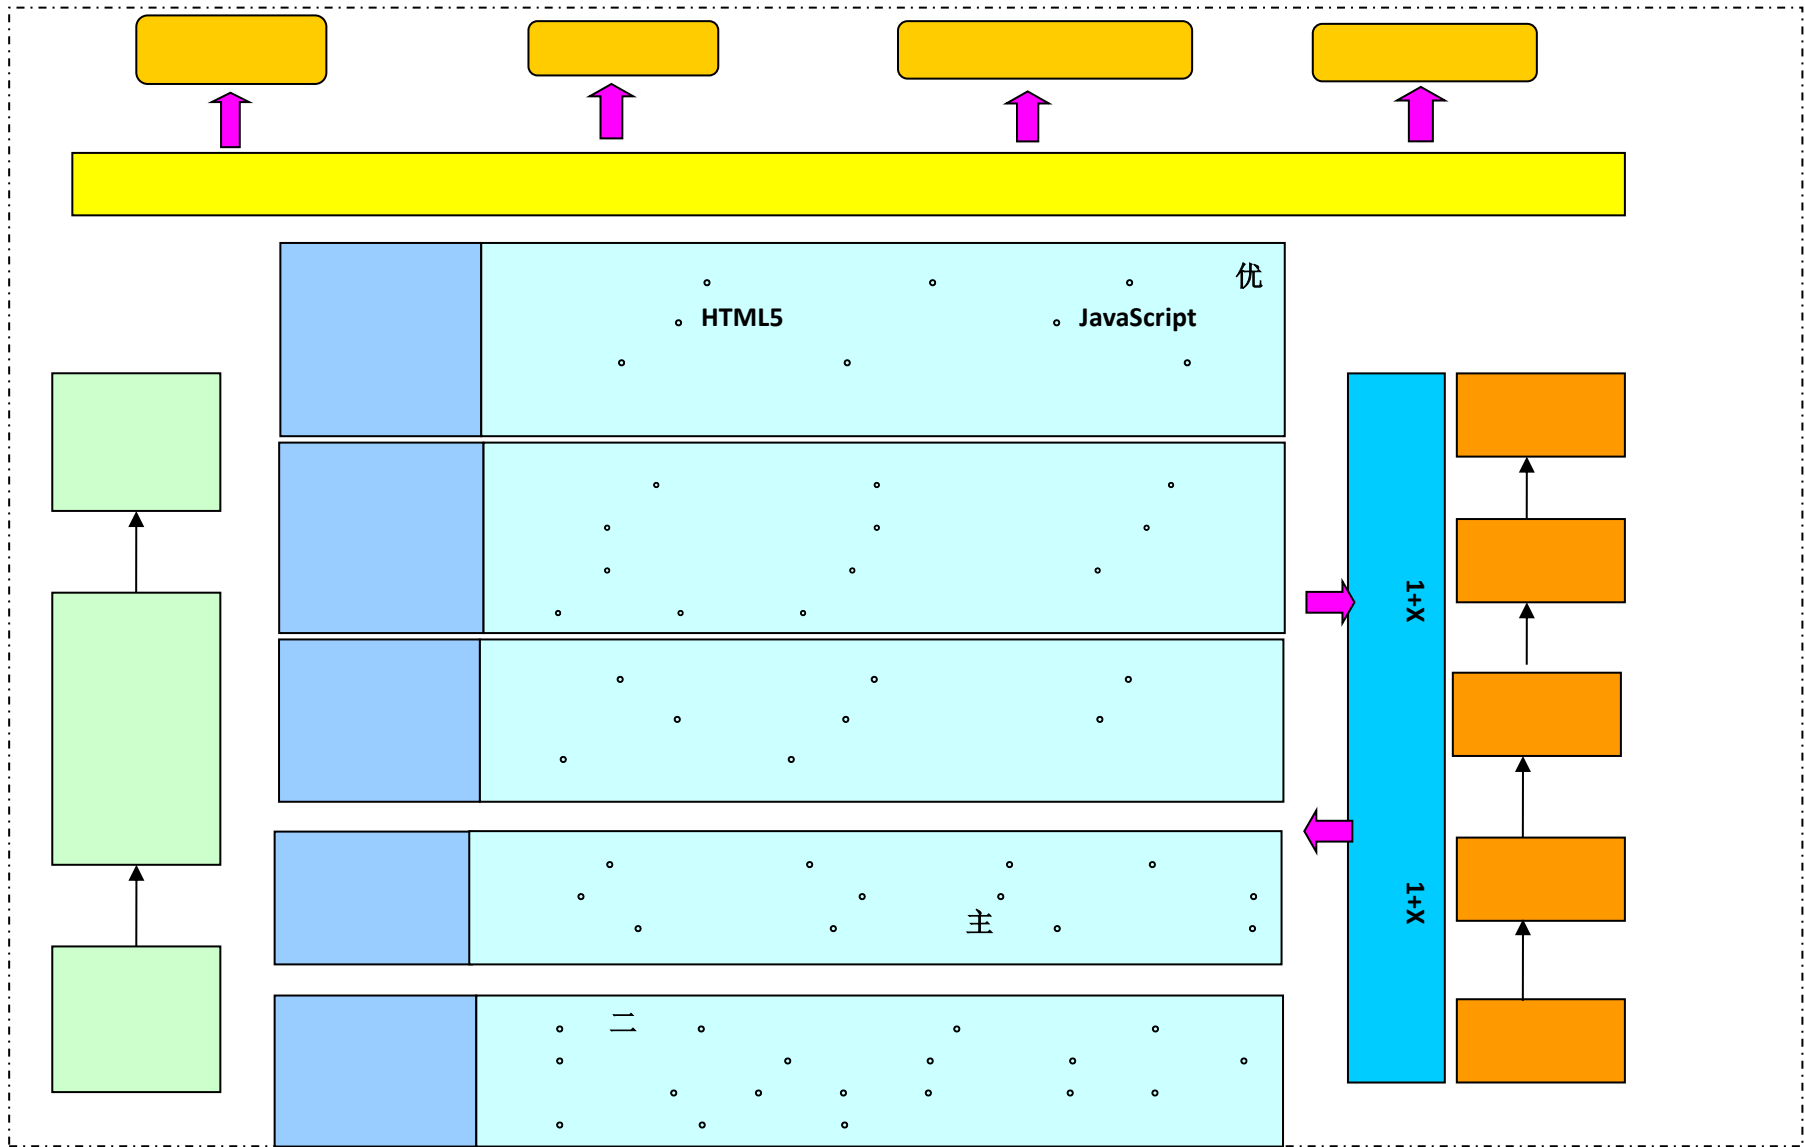 优
HTML5 JavaScript
1+X
主
1+X
二